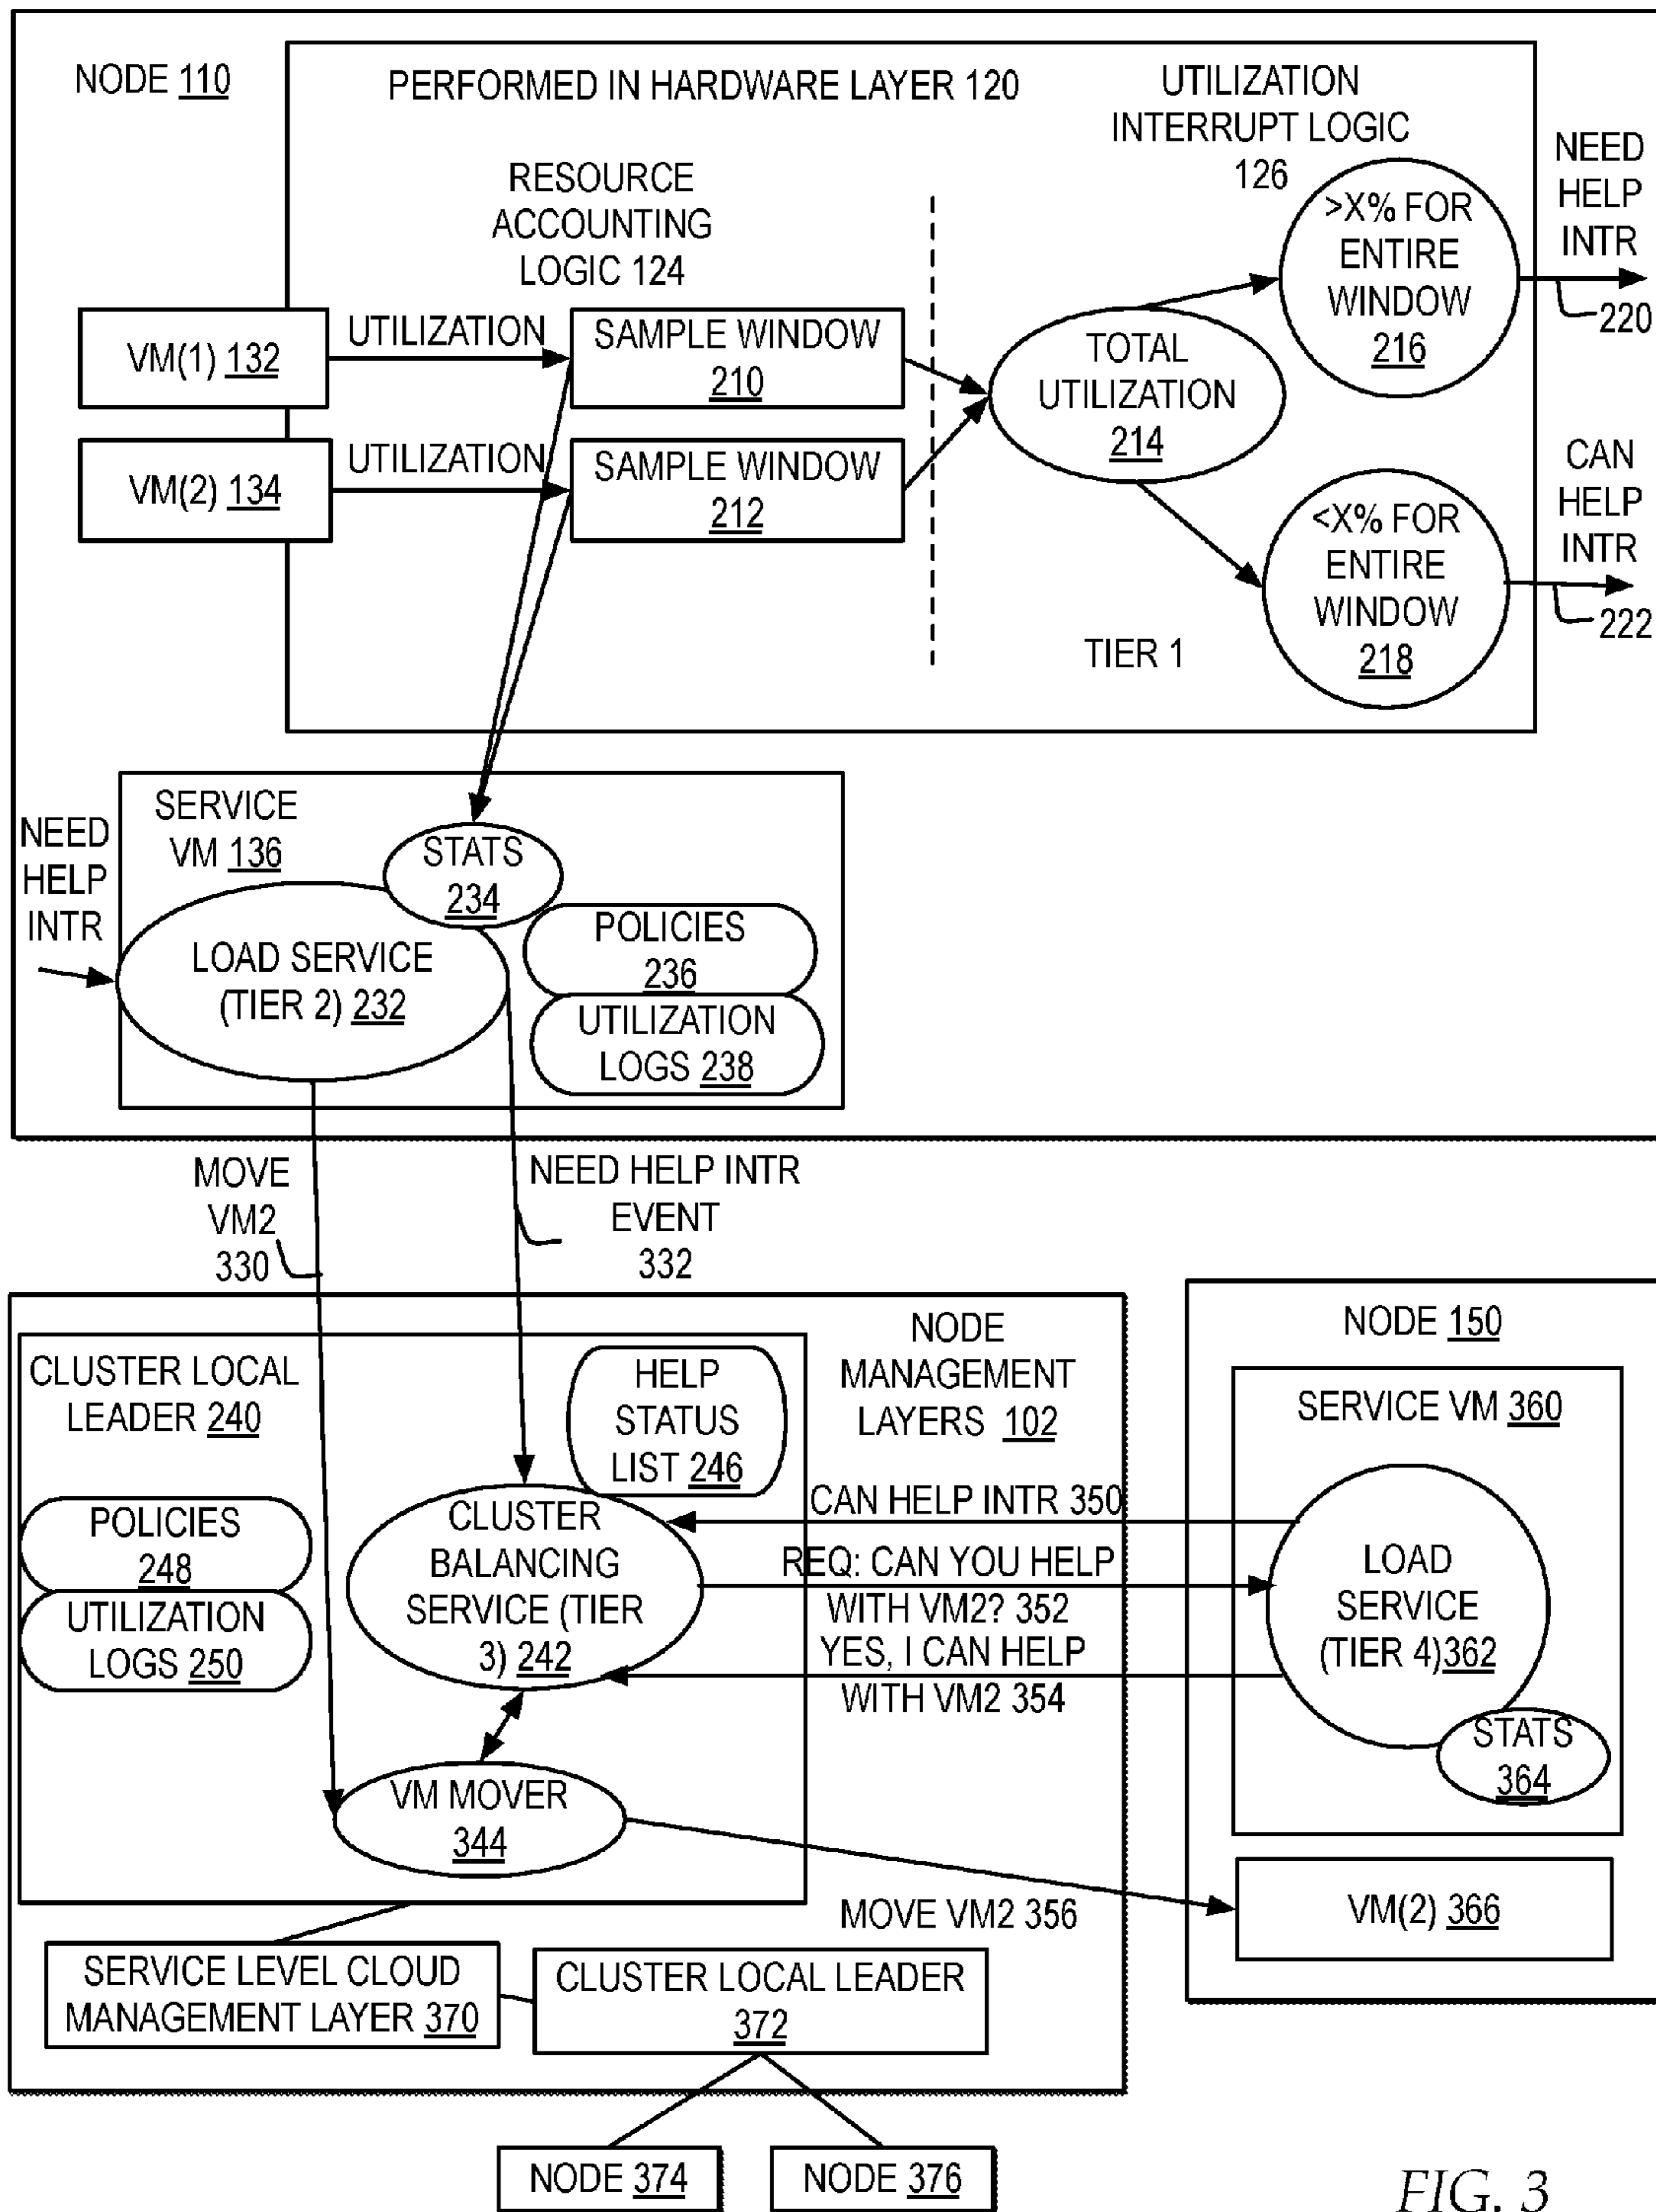 NODE 110
PERFORMED IN HARDWARE LAYER 120
UTILIZATION
INTERRUPT LOGIC
126
RESOURCE
ACCOUNTING
LOGIC 124
>X% FOR
ENTIRE
WINDOW
216
NEED
HELP
INTR
220
VM(1) 132
UTILIZATION
SAMPLE WINDOW
210
TOTAL
UTILIZATION
214
VM(2) 134
UTILIZATION
SAMPLE WINDOW
212
<X% FOR
ENTIRE
WINDOW
218
CAN
HELP
INTR
222
TIER 1
SERVICE
VM 136
NEED
HELP
INTR
STATS
234
LOAD SERVICE
(TIER 2) 232
POLICIES
236
UTILIZATION
LOGS 238
MOVE
VM2
330
NEED HELP INTR
EVENT
332
NODE
MANAGEMENT
LAYERS 102
CLUSTER LOCAL
LEADER 240
HELP
STATUS
LIST 246
POLICIES
248
UTILIZATION
LOGS 250
CLUSTER
BALANCING
SERVICE (TIER
3) 242
CAN HELP INTR 350
REQ: CAN YOU HELP
WITH VM2? 352
YES, I CAN HELP
WITH VM2 354
NODE 150
SERVICE VM 360
LOAD
SERVICE
(TIER 4)362
STATS
364
VM MOVER
344
MOVE VM2 356
VM(2) 366
SERVICE LEVEL CLOUD
MANAGEMENT LAYER 370
CLUSTER LOCAL LEADER
372
NODE 374
NODE 376
FIG. 3